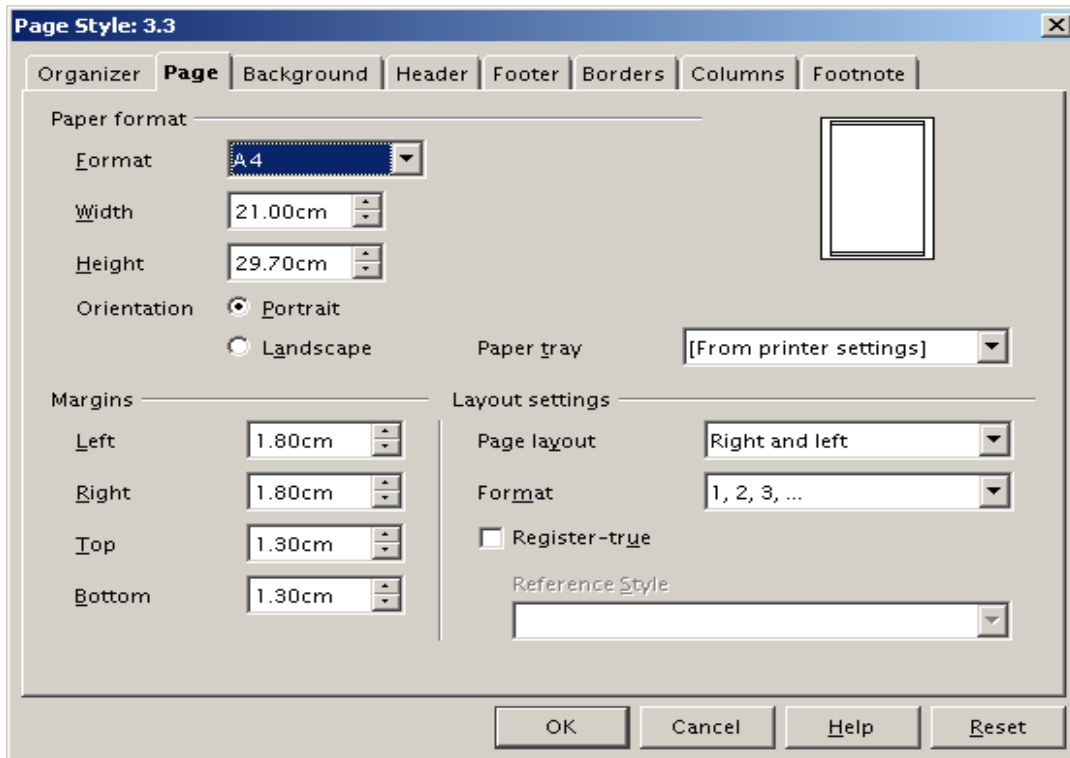 Page Style: 3.3
Organizer Page Background Header Footer Borders Columns Footnote
Paper format
Format A4
Width 21.00cm
Height 29.70cm
Orientation Portrait
Landscape Paper tray [From printer settings]
Margins Layout settings
Left 1.80cm Page layout Right and left
Right 1.80cm Format 1, 2, 3, ...
Top 1.30cm Register-true
Bottom 1.30cm Reference Style
OK Cancel Help Reset